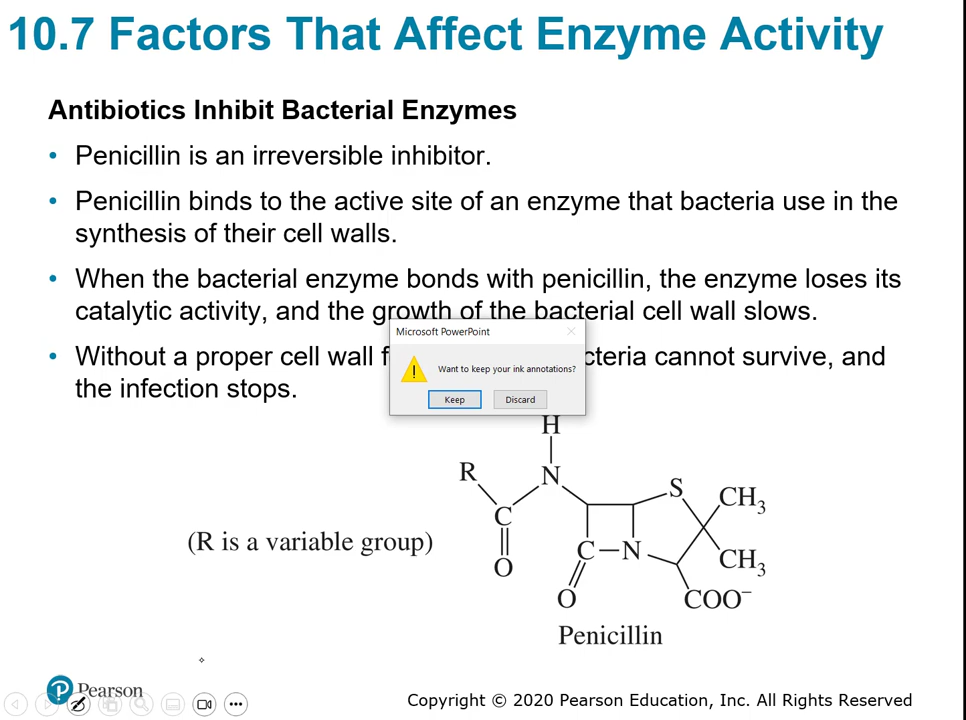 10.7 Factors That Affect Enzyme Activity
Antibiotics Inhibit Bacterial Enzymes
• Penicillin is an irreversible inhibitor.
• Penicillin binds to the active site of an enzyme that bacteria use in the
synthesis of their cell walls.
• When the bacterial enzyme bonds with penicillin, the enzyme loses its
catalytic activity, and the growth of the bacterial cell wall slows.
• Without a proper cell wall cteria cannot survive, and
the infection stops.
Microsoft PowerPoint
Want to keep your ink annotations?
Keep Discard
H
R N S CH3
C
(R is a variable group) C N
O CH3
O COO−
Penicillin
Pearson
Copyright © 2020 Pearson Education, Inc. All Rights Reserved